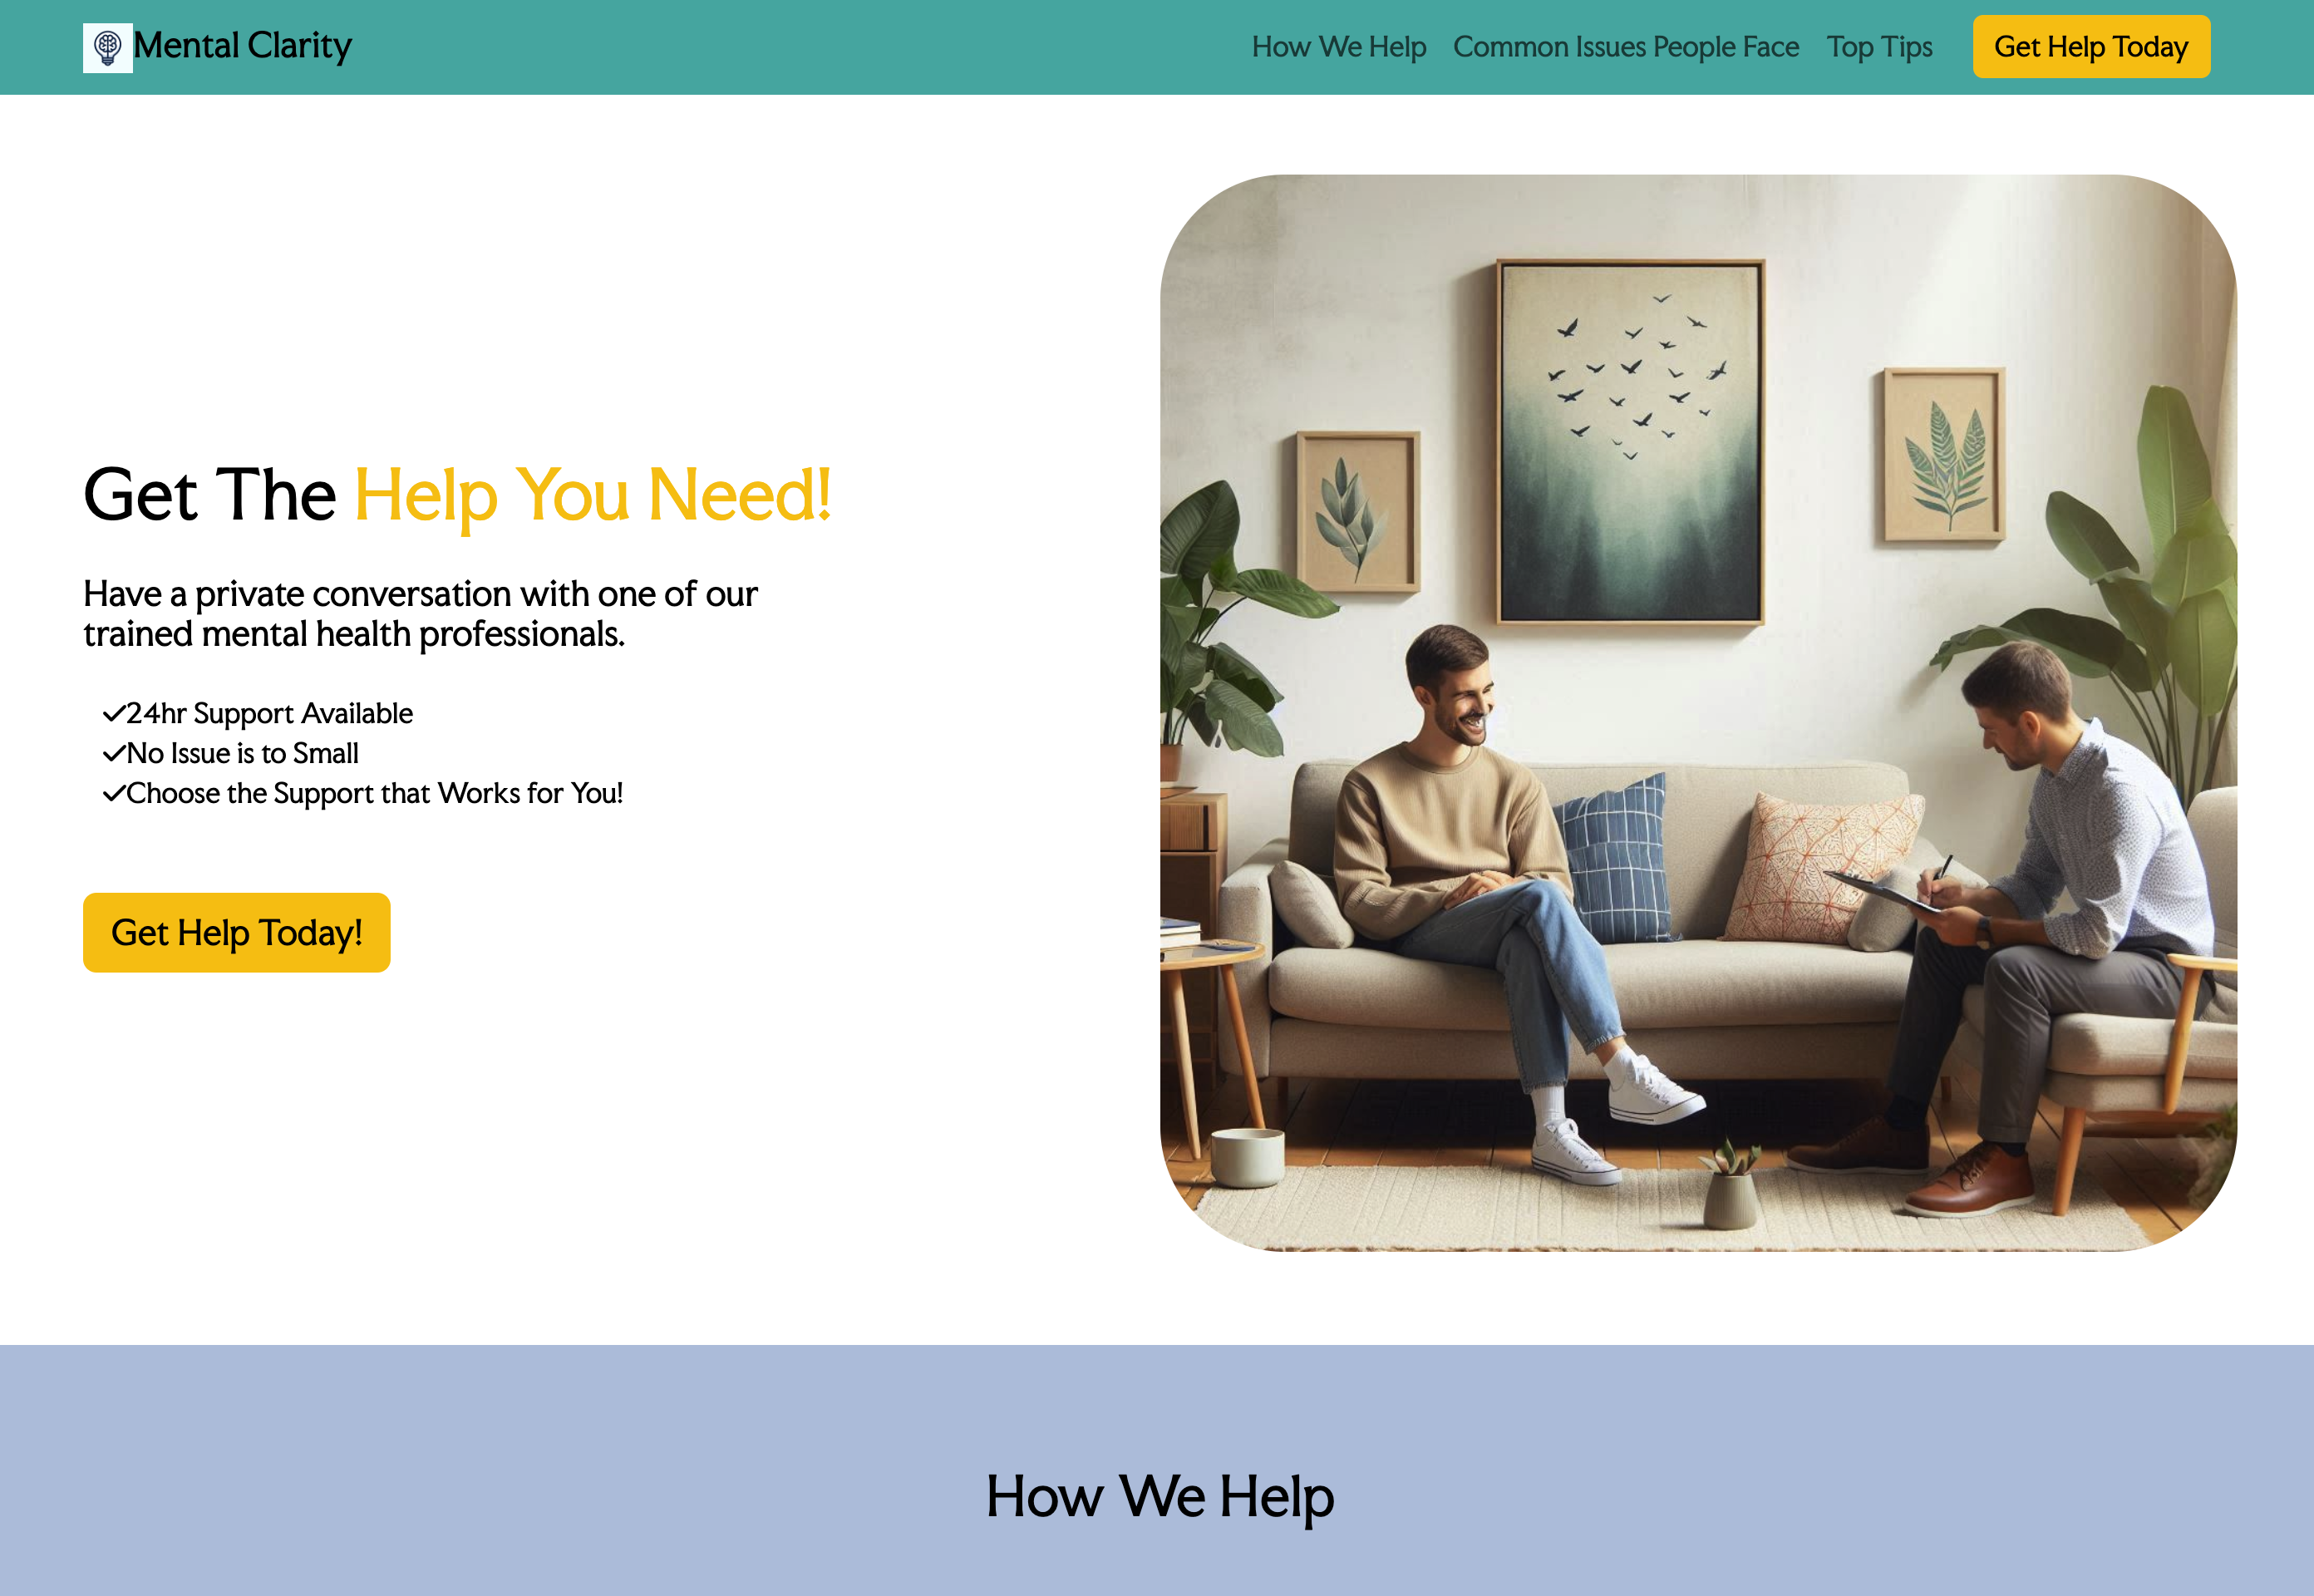 Mental Clarity
How We Help
Common Issues People Face
Top Tips
Get Help Today
Get The Help You Need!
Have a private conversation with one of our
trained mental health professionals.
24hr Support Available
No Issue is to Small
Choose the Support that Works for You!
Get Help Today!
How We Help